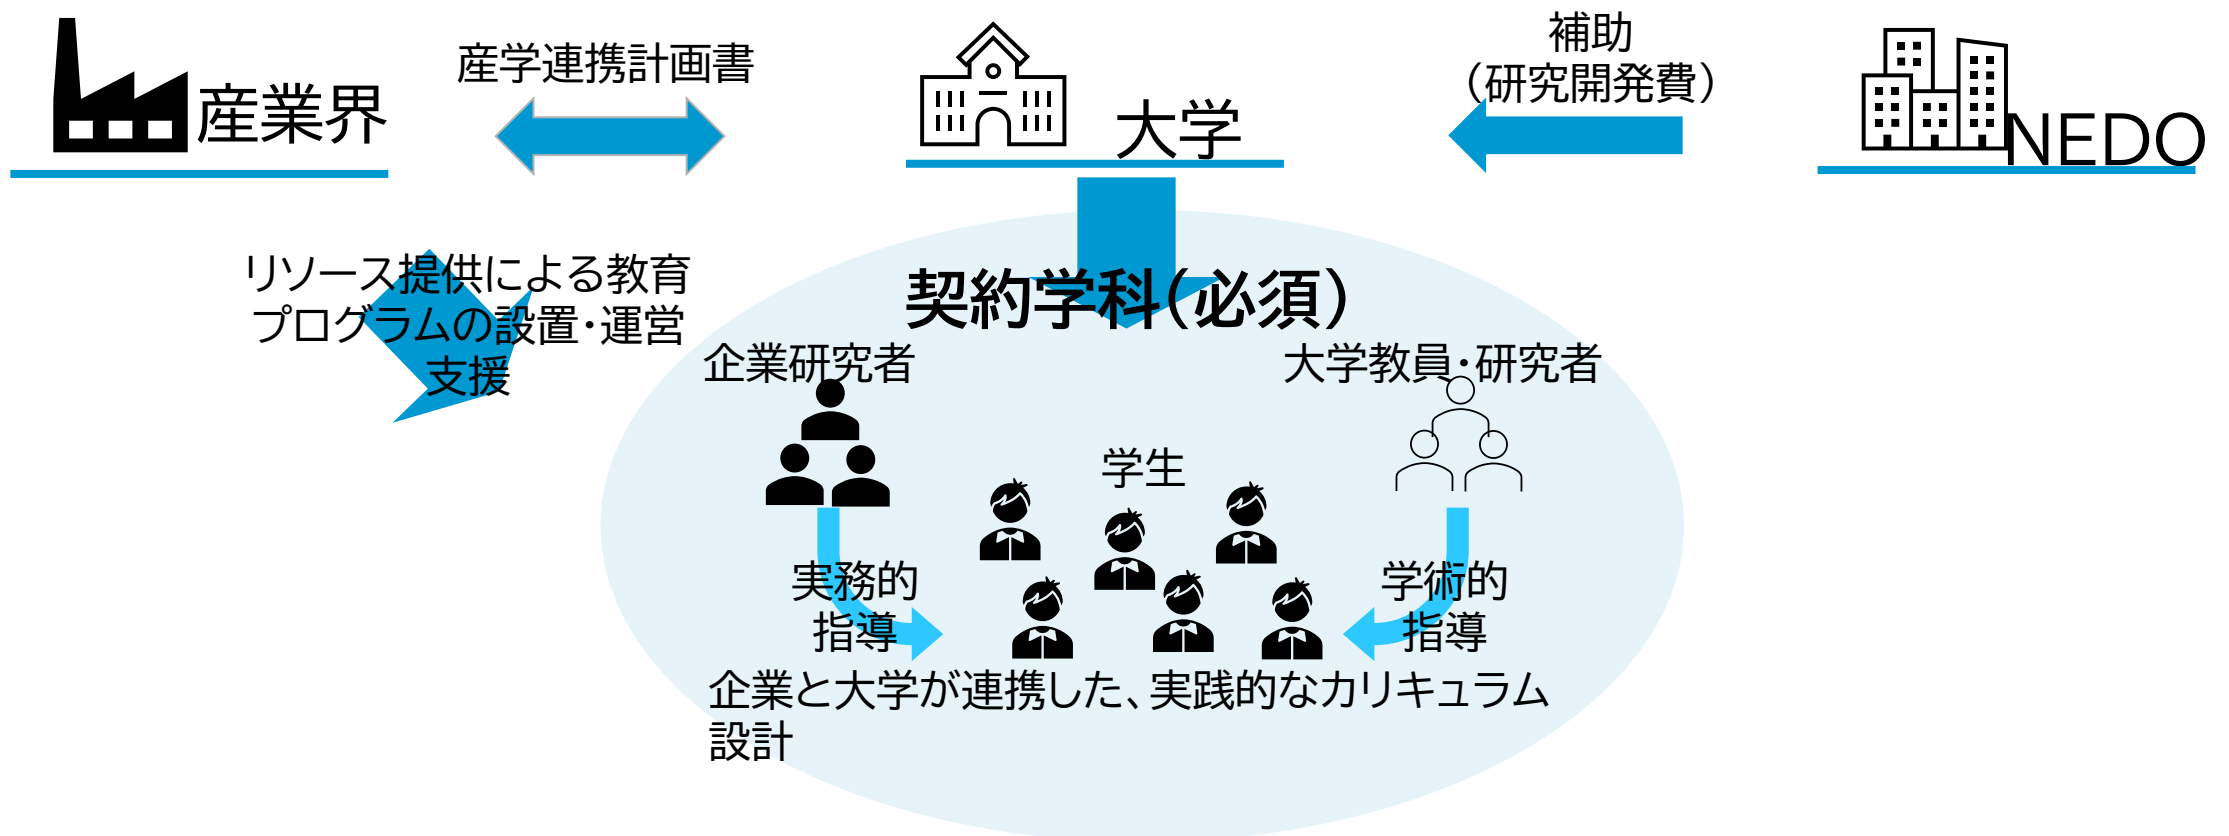 産業界
産学連携計画書
大学
補助
（研究開発費）
NEDO
リソース提供による教育
プログラムの設置・運営
支援
契約学科（必須）
企業研究者
大学教員・研究者
学生
実務的
指導
学術的
指導
企業と大学が連携した、実践的なカリキュラム
設計